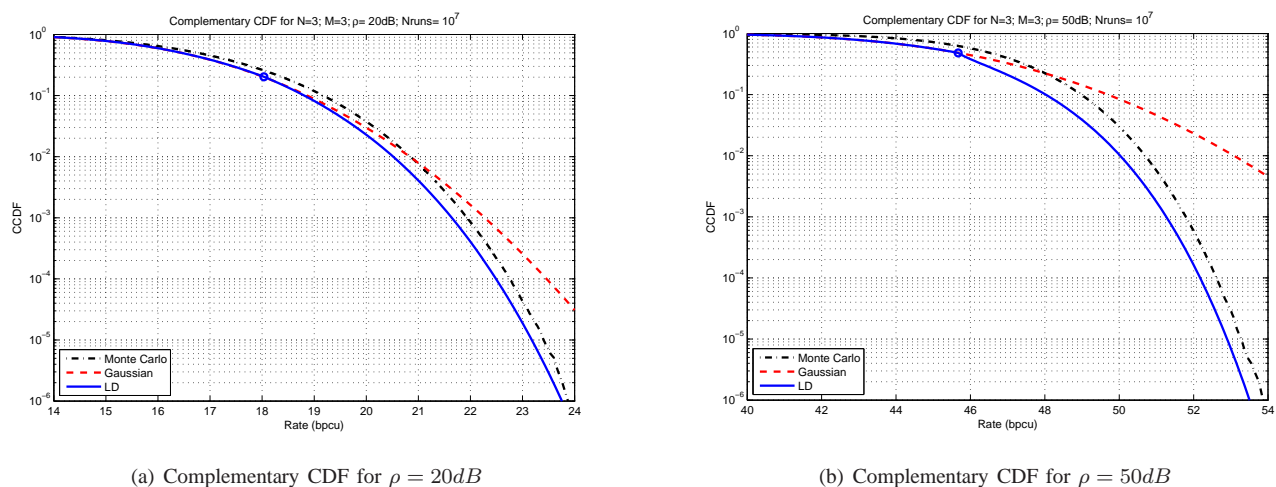 Complementary CDF for N=3; M=3; ρ= 20dB; Nruns= 10^7
CCDF
10^0
10^-1
10^-2
10^-3
10^-4
10^-5
10^-6
Monte Carlo
Gaussian
LD
14 15 16 17 18 19 20 21 22 23 24
Rate (bpcu)
(a) Complementary CDF for ρ = 20dB
Complementary CDF for N=3; M=3; ρ= 50dB; Nruns= 10^7
CCDF
10^0
10^-1
10^-2
10^-3
10^-4
10^-5
10^-6
Monte Carlo
Gaussian
LD
40 42 44 46 48 50 52 54
Rate (bpcu)
(b) Complementary CDF for ρ = 50dB